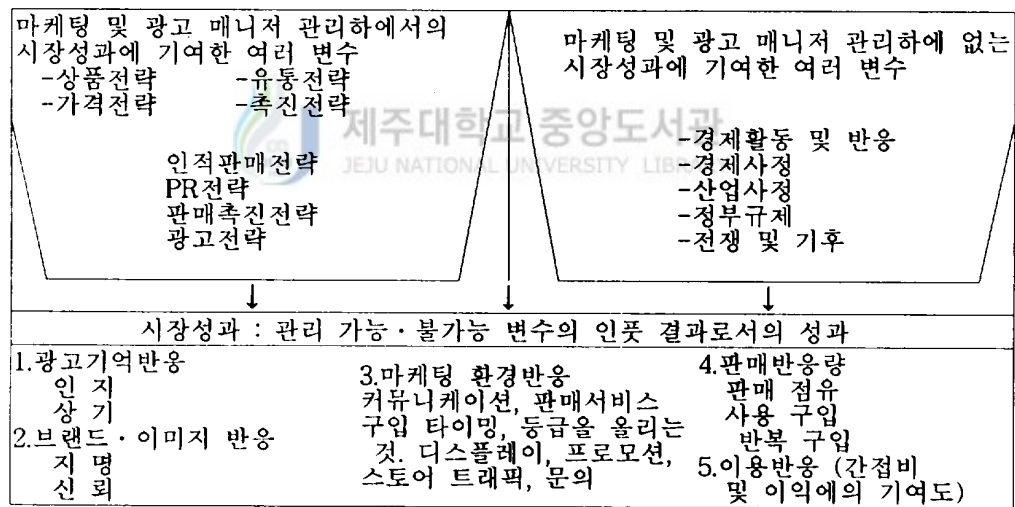 마케팅 및 광고 매니저 관리하에서의
시장성과에 기여한 여러 변수
-상품전략 -유통전략
-가격전략 -촉진전략
인적판매전략
PR전략
판매촉진전략
광고전략
마케팅 및 광고 매니저 관리하에 없는
시장성과에 기여한 여러 변수
-경제활동 및 반응
-경제사정
-산업사정
-정부규제
-전쟁 및 기후
제주대학교 중앙도서관
JEJU NATIONAL UNIVERSITY LIBRARY
시장성과 : 관리 가능·불가능 변수의 인풋 결과로서의 성과
1.광고기억반응
인 지
상 기
2.브랜드·이미지 반응
지 명
신 뢰
3.마케팅 환경반응
커뮤니케이션, 판매서비스
구입 타이밍, 등급을 올리는
것. 디스플레이, 프로모션,
스토어 트래픽, 문의
4.판매반응량
판매 점유
사용 구입
반복 구입
5.이용반응 (간접비
및 이익에의 기여도)